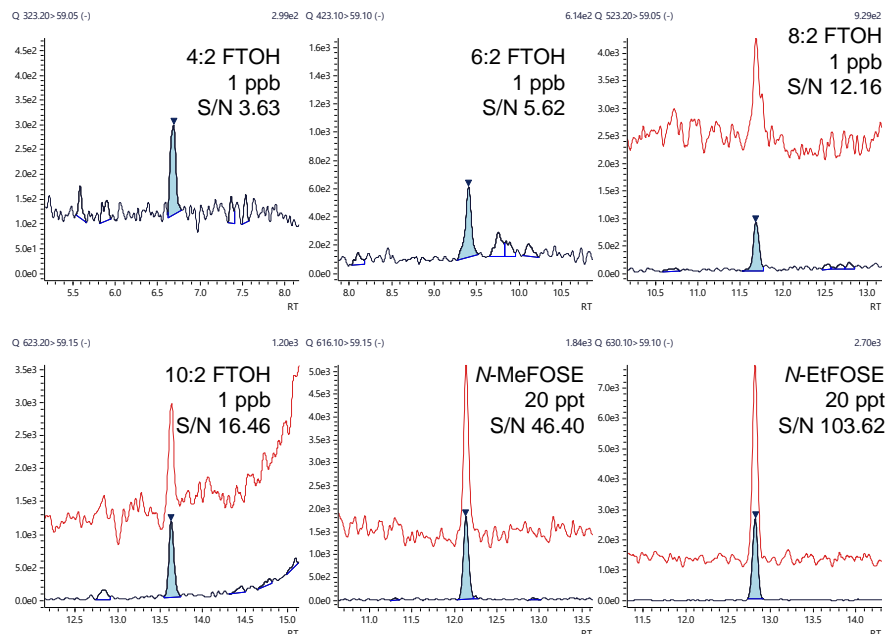 Q 323.20>59.05 (-) 2.99e2
4:2 FTOH
1 ppb
S/N 3.63
4.5e2
4.0e2
3.5e2
3.0e2
2.5e2
2.0e2
1.5e2
1.0e2
5.0e1
0.0e0
5.5 6.0 6.5 7.0 7.5 8.0
RT
Q 423.10>59.10 (-) 6.14e2
6:2 FTOH
1 ppb
S/N 5.62
1.6e3
1.4e3
1.2e3
1.0e3
8.0e2
6.0e2
4.0e2
2.0e2
0.0e0
8.0 8.5 9.0 9.5 10.0 10.5
RT
Q 523.20>59.05 (-) 9.29e2
8:2 FTOH
1 ppb
S/N 12.16
4.0e3
3.5e3
3.0e3
2.5e3
2.0e3
1.5e3
1.0e3
5.0e2
0.0e0
10.5 11.0 11.5 12.0 12.5 13.0
RT
Q 623.20>59.15 (-) 1.20e3
10:2 FTOH
1 ppb
S/N 16.46
3.5e3
3.0e3
2.5e3
2.0e3
1.5e3
1.0e3
5.0e2
0.0e0
12.5 13.0 13.5 14.0 14.5 15.0
RT
Q 616.10>59.15 (-) 1.84e3
N-MeFOSE
20 ppt
S/N 46.40
5.0e3
4.5e3
4.0e3
3.5e3
3.0e3
2.5e3
2.0e3
1.5e3
1.0e3
5.0e2
0.0e0
11.0 11.5 12.0 12.5 13.0 13.5
RT
Q 630.10>59.10 (-) 2.70e3
N-EtFOSE
20 ppt
S/N 103.62
7.0e3
6.0e3
5.0e3
4.0e3
3.0e3
2.0e3
1.0e3
0.0e0
11.5 12.0 12.5 13.0 13.5 14.0
RT